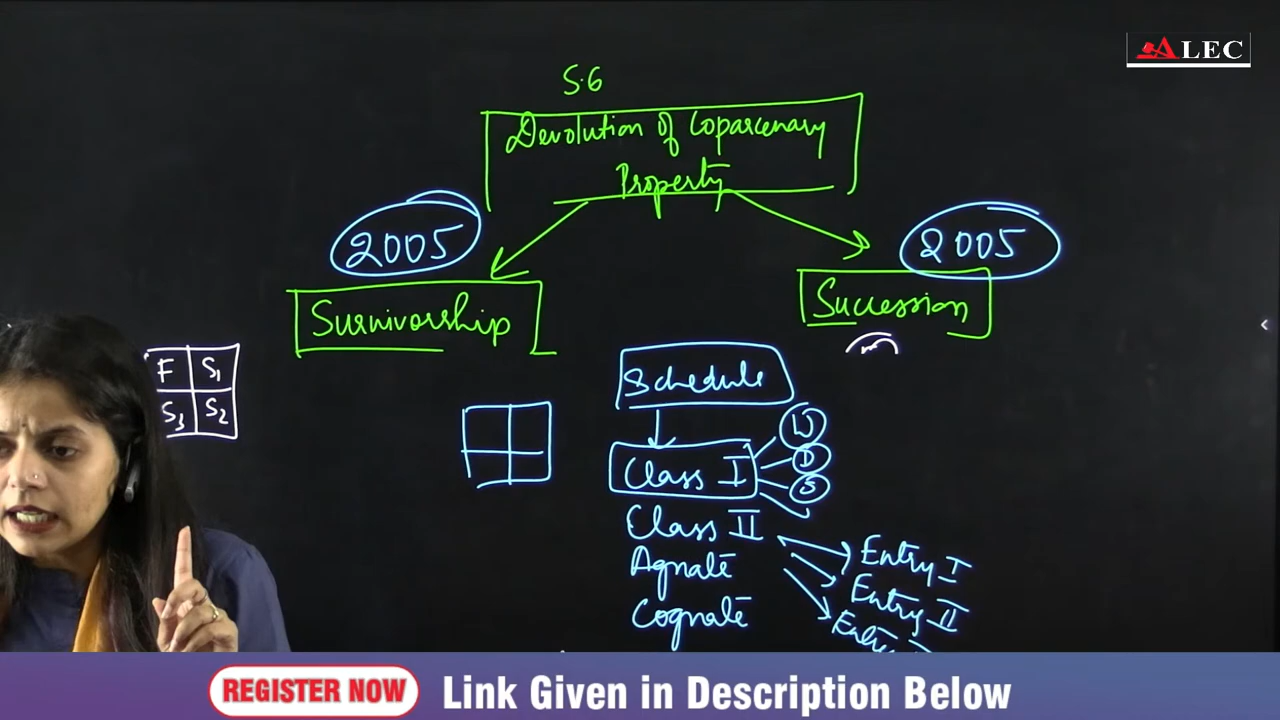 ALEC
S.6
Devolution of Coparcenary
Property
2005
2005
Survivorship
Succession
F S1
S3 S2
Schedule
W
Class I
D
S
Class II
Agnate
Cognate
Entry I
Entry II
Entry
REGISTER NOW
Link Given in Description Below